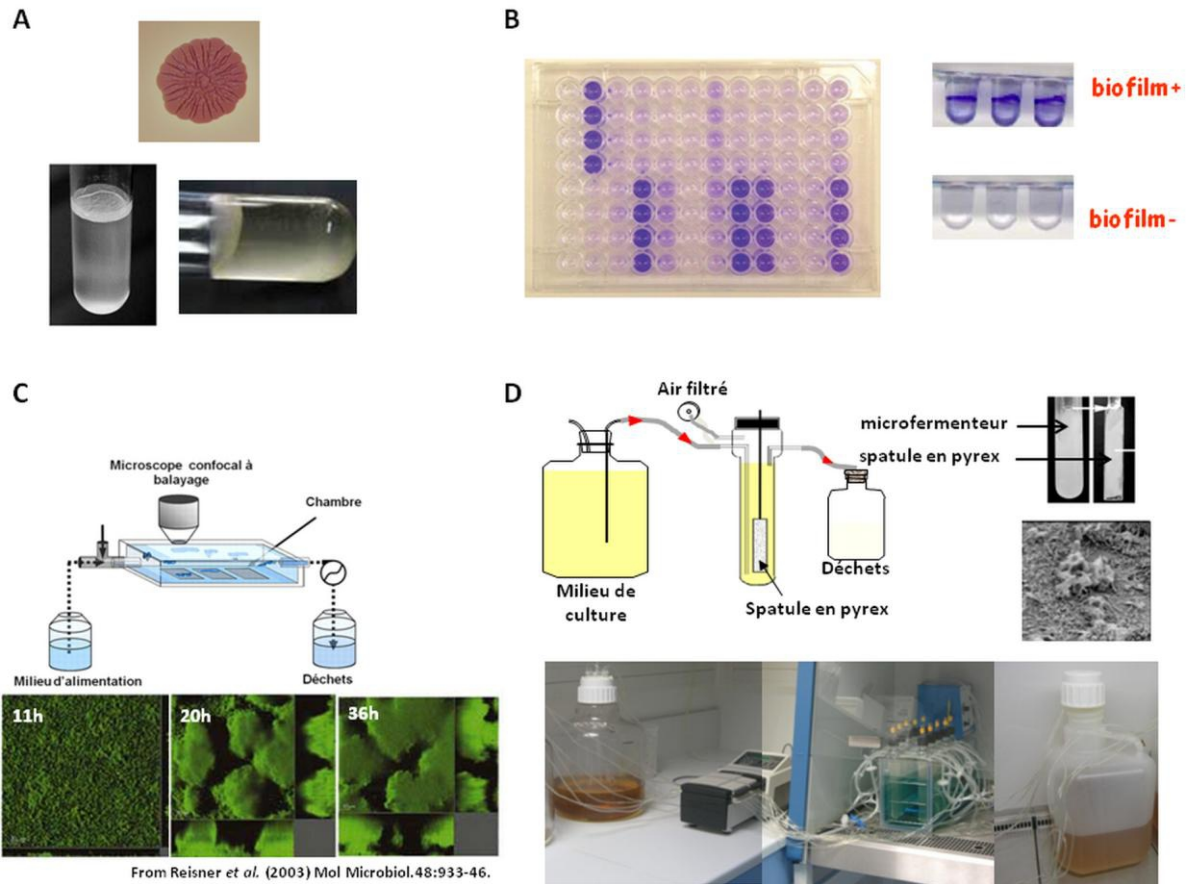 A
B
biofilm+
biofilm-
C
Microscope confocal à
balayage
Chambre
Milieu d'alimentation
Déchets
11h
20h
36h
From Reisner et al. (2003) Mol Microbiol.48:933-46.
D
Air filtré
microfermenteur
spatule en pyrex
Milieu de
culture
Spatule en pyrex
Déchets